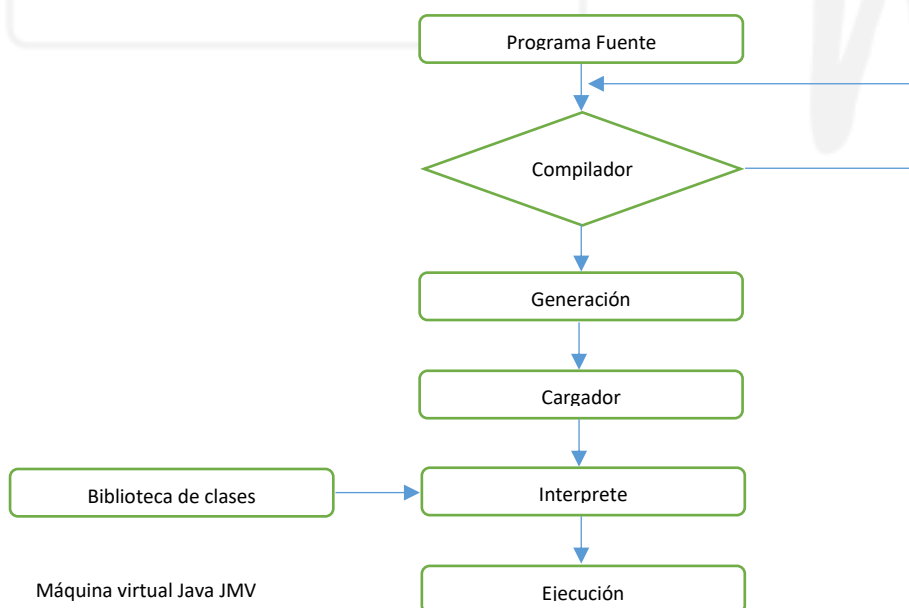 Programa Fuente
Compilador
Generación
Cargador
Biblioteca de clases
Interprete
Máquina virtual Java JMV
Ejecución